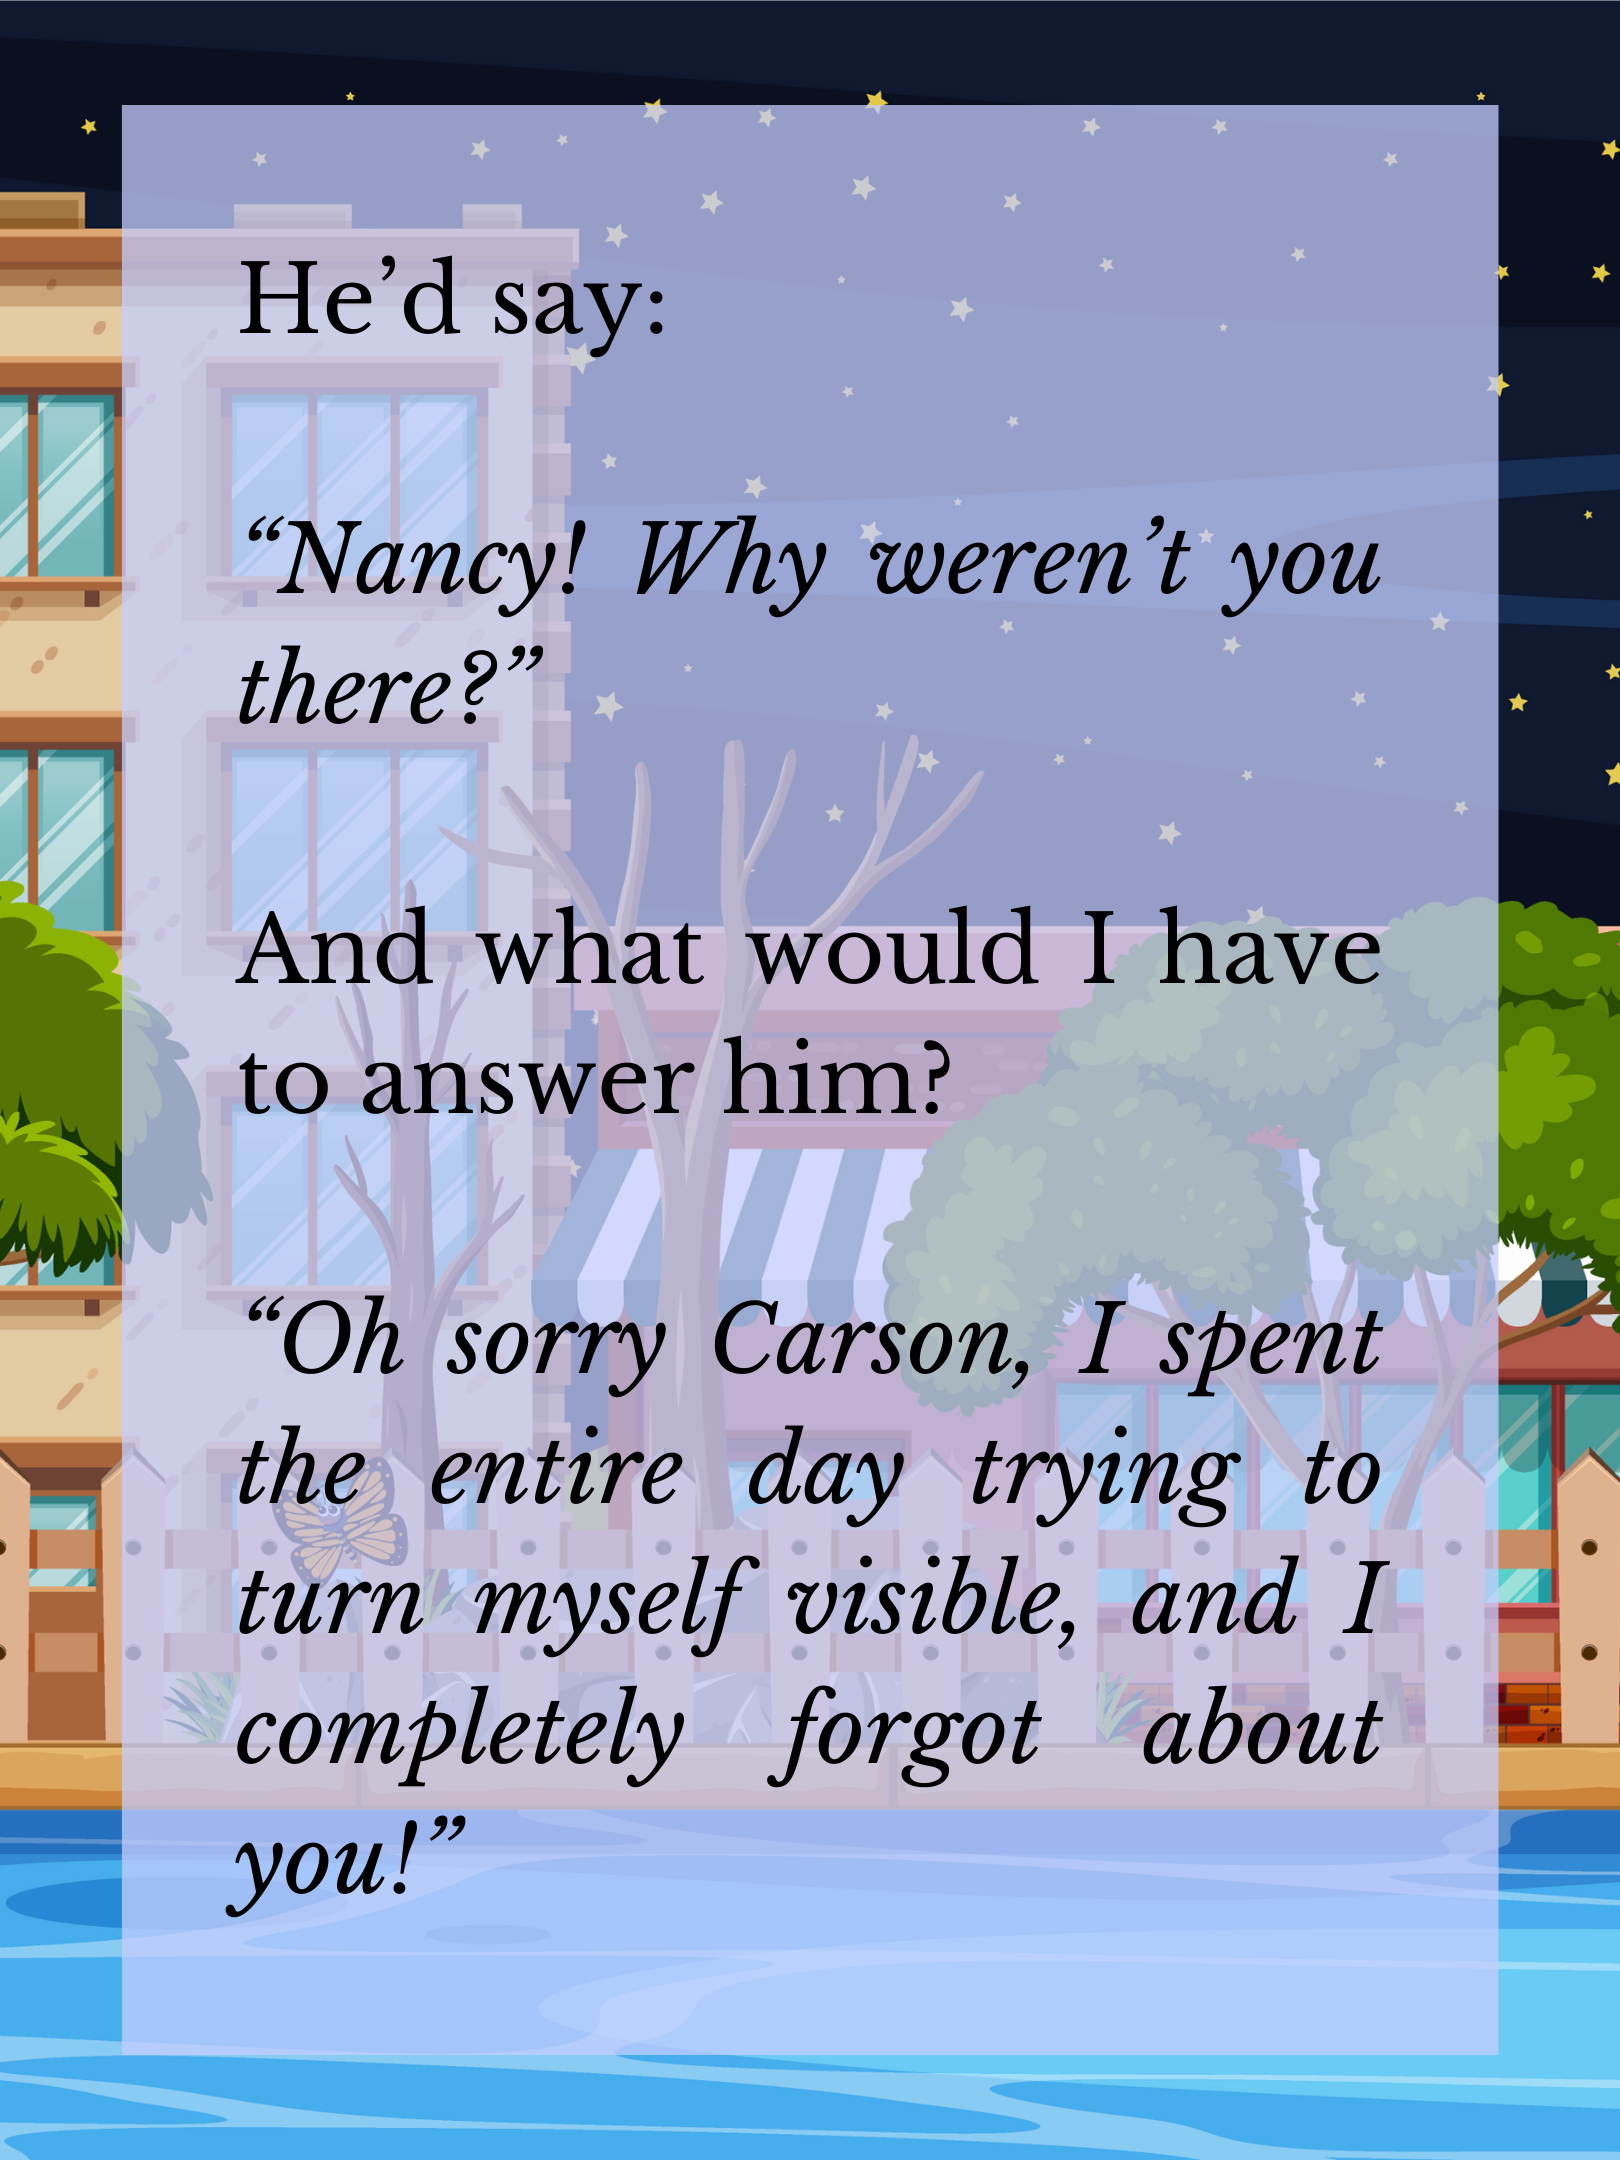 He’d say:
“Nancy! Why weren’t you
there?”
And what would I have
to answer him?
“Oh sorry Carson, I spent
the entire day trying to
turn myself visible, and I
completely forgot about
you!”